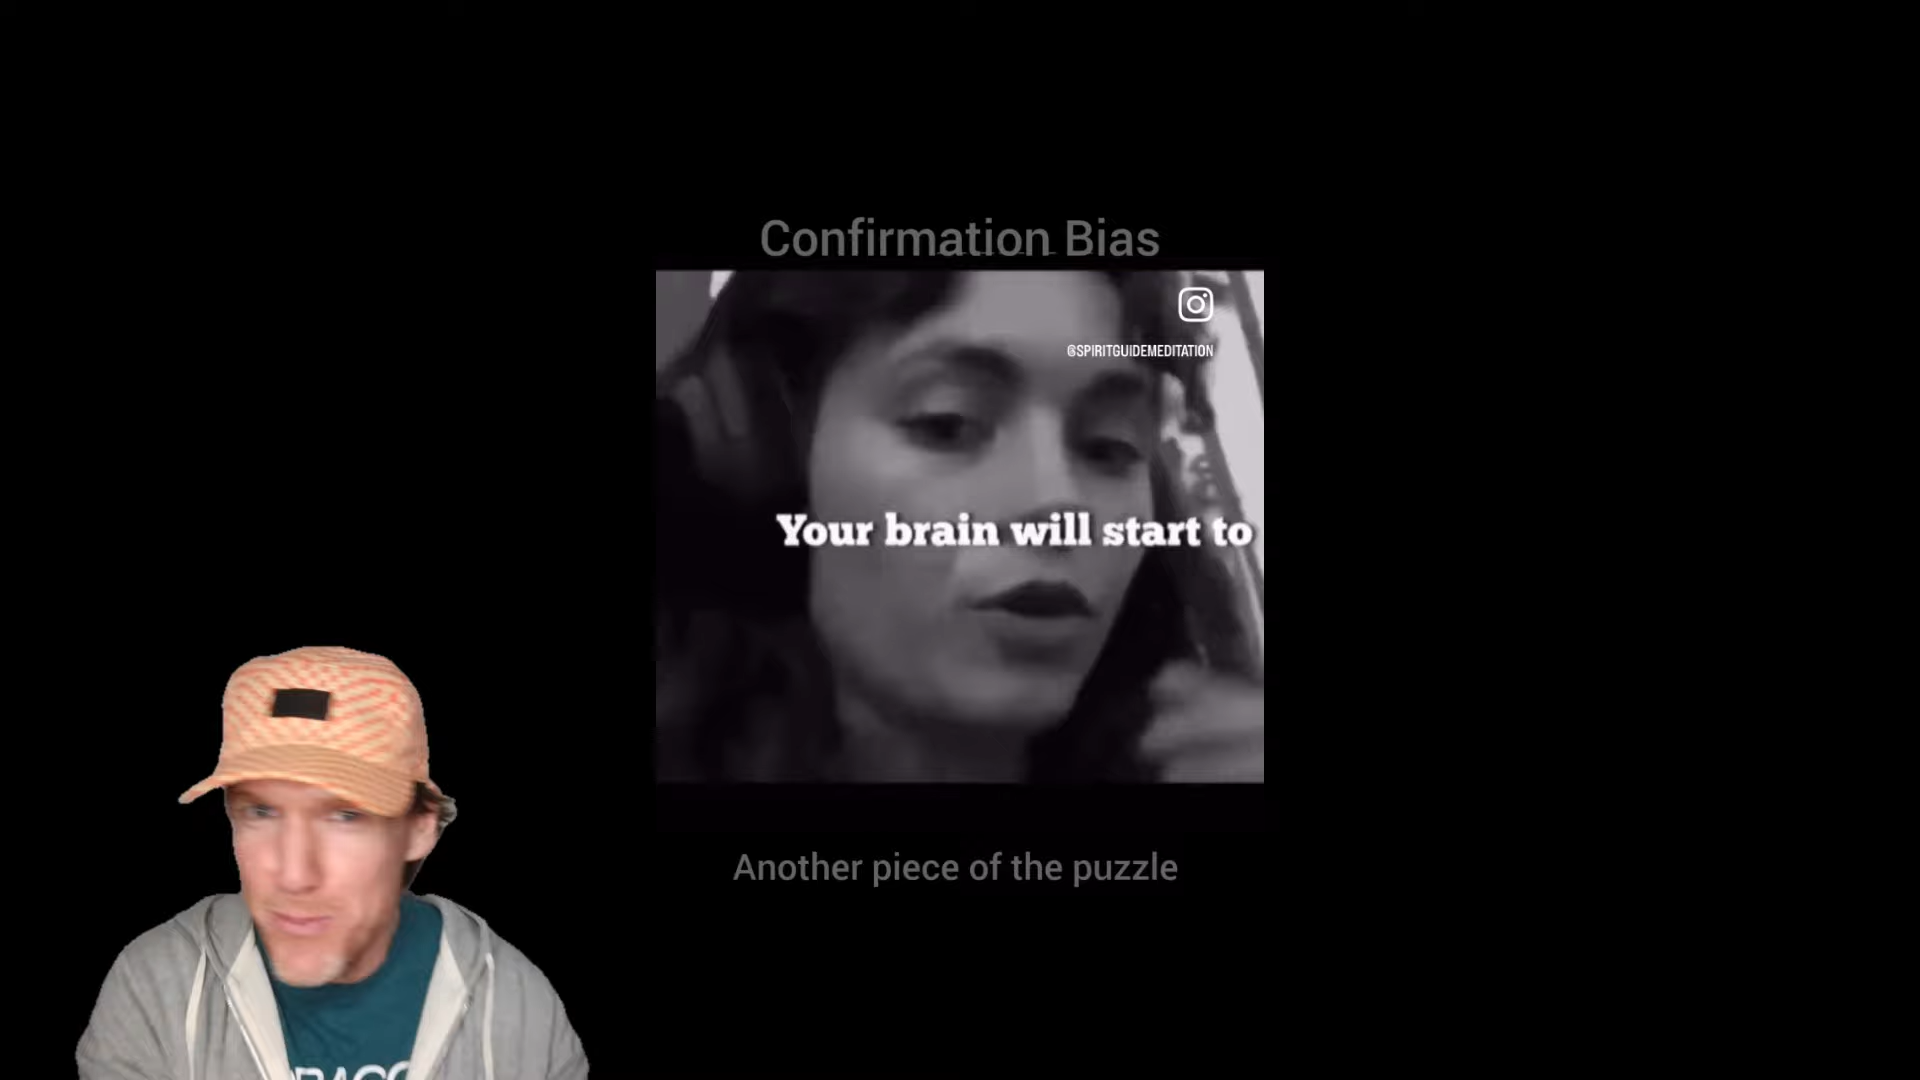 Confirmation Bias
@SPIRITGUIDEMEDITATION
Your brain will start to
Another piece of the puzzle